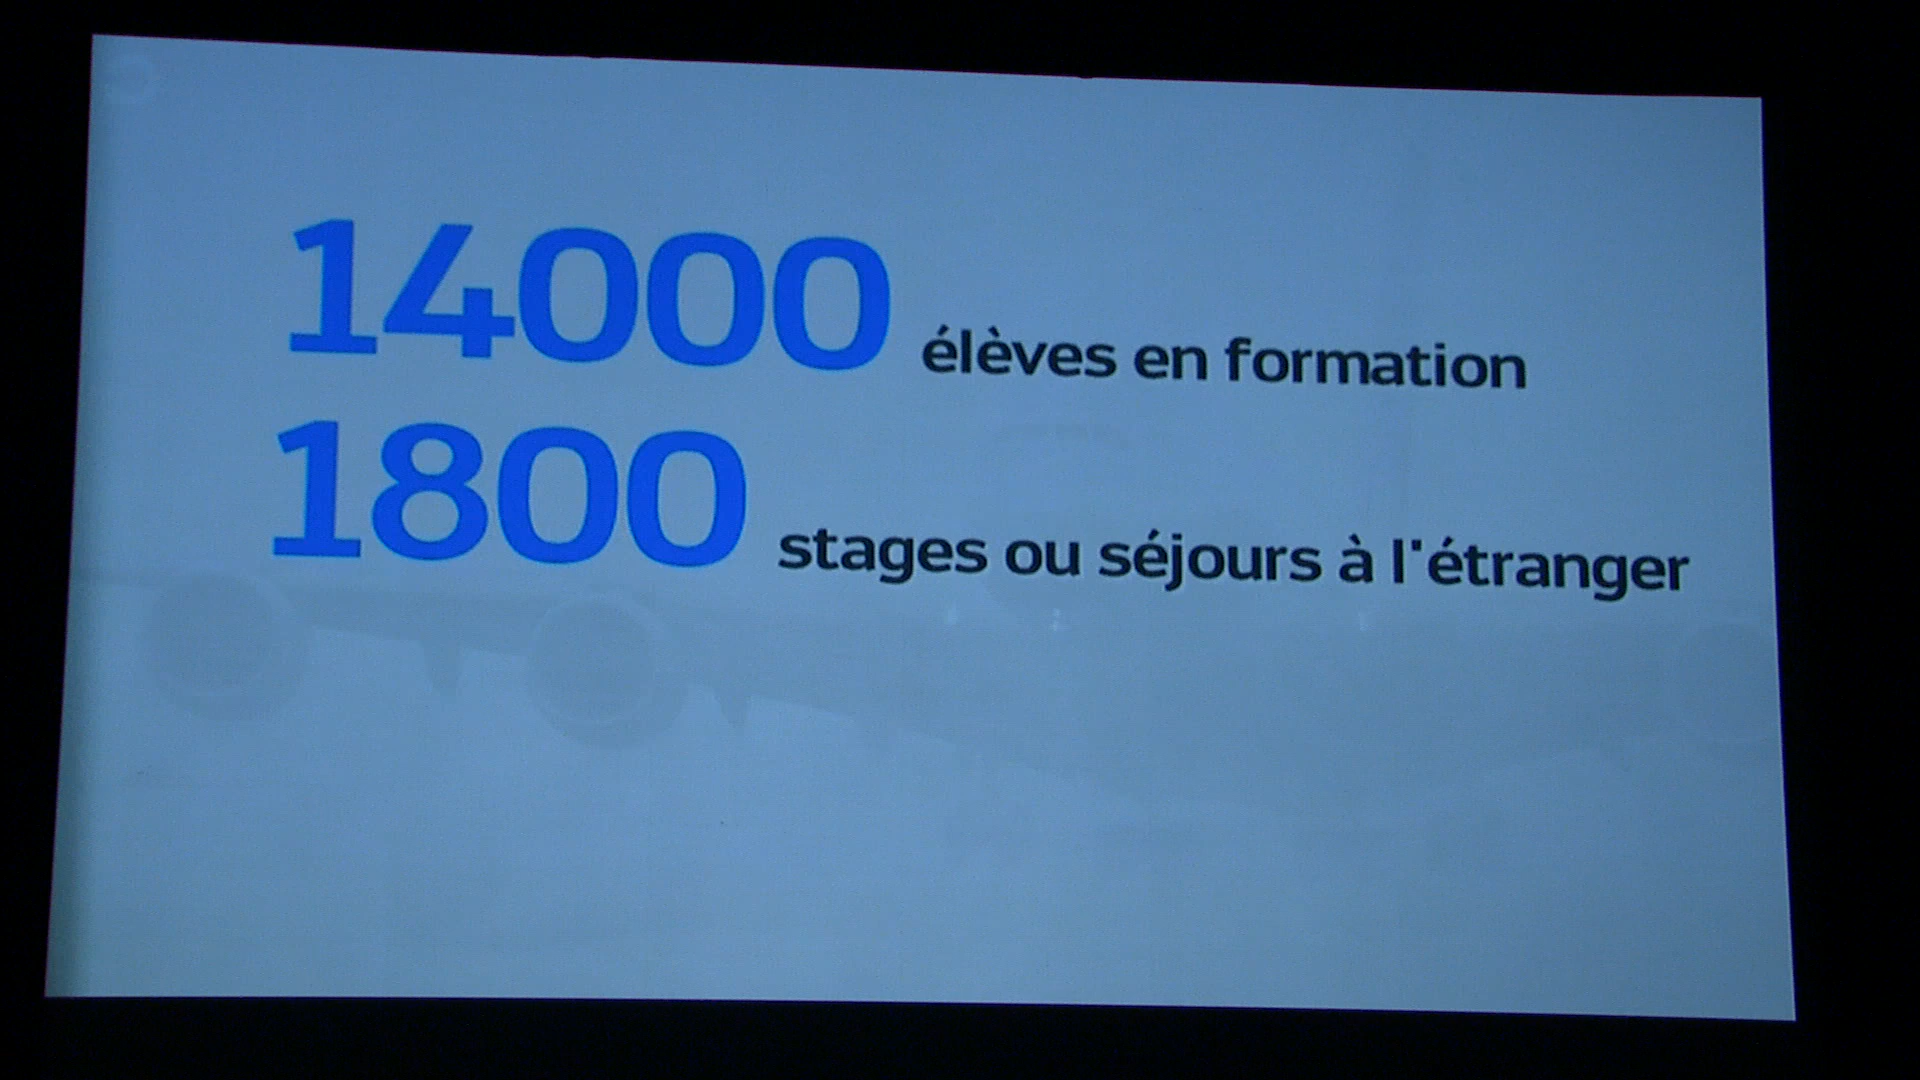 14000 élèves en formation
1800 stages ou séjours à l'étranger